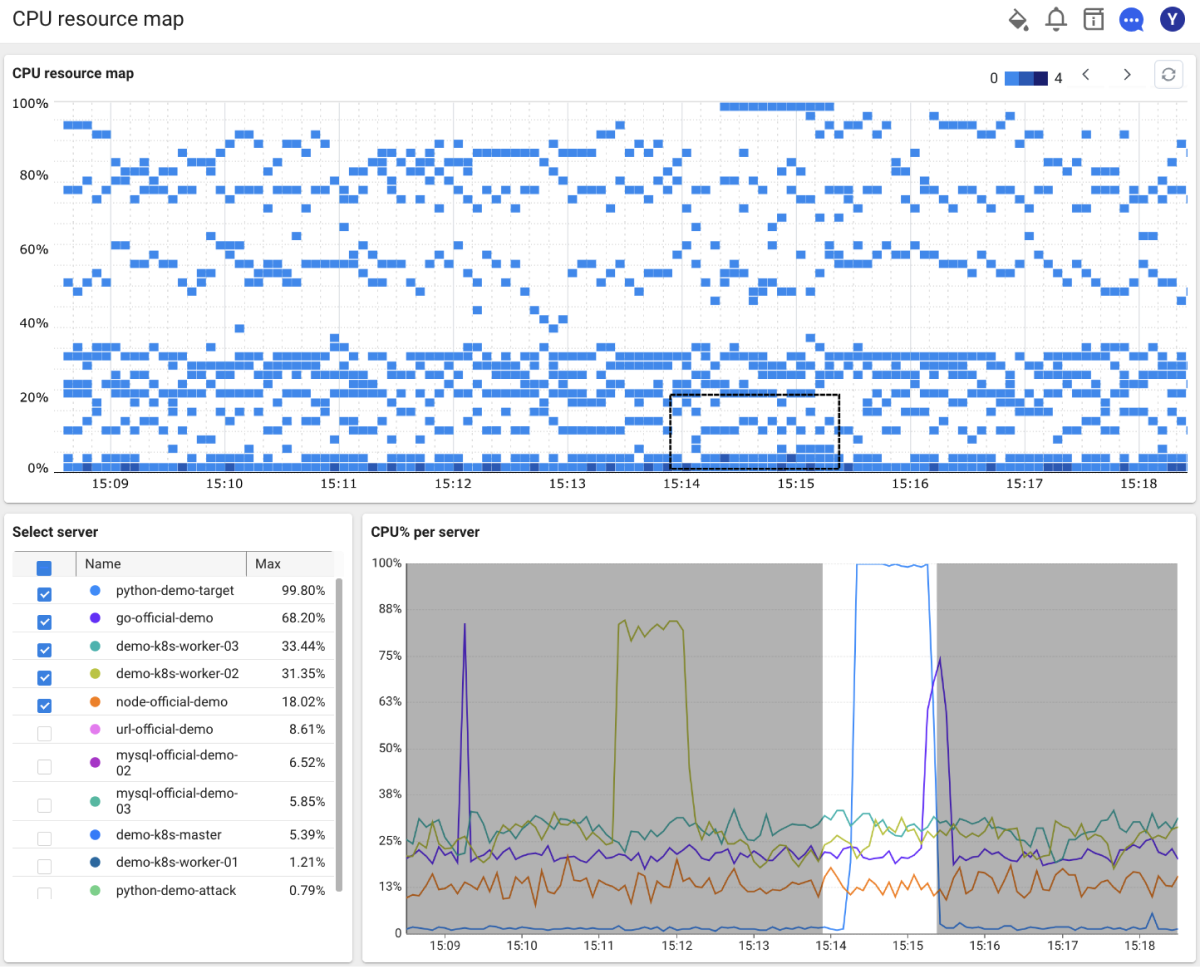 CPU resource map
Y
CPU resource map
0 4
100%
80%
60%
40%
20%
0%
15:09 15:10 15:11 15:12 15:13 15:14 15:15 15:16 15:17 15:18
Select server
Name Max
python-demo-target 99.80%
go-official-demo 68.20%
demo-k8s-worker-03 33.44%
demo-k8s-worker-02 31.35%
node-official-demo 18.02%
url-official-demo 8.61%
mysql-official-demo-
02 6.52%
mysql-official-demo-
03 5.85%
demo-k8s-master 5.39%
demo-k8s-worker-01 1.21%
python-demo-attack 0.79%
CPU% per server
100%
88%
75%
63%
50%
38%
25%
13%
0
15:09 15:10 15:11 15:12 15:13 15:14 15:15 15:16 15:17 15:18